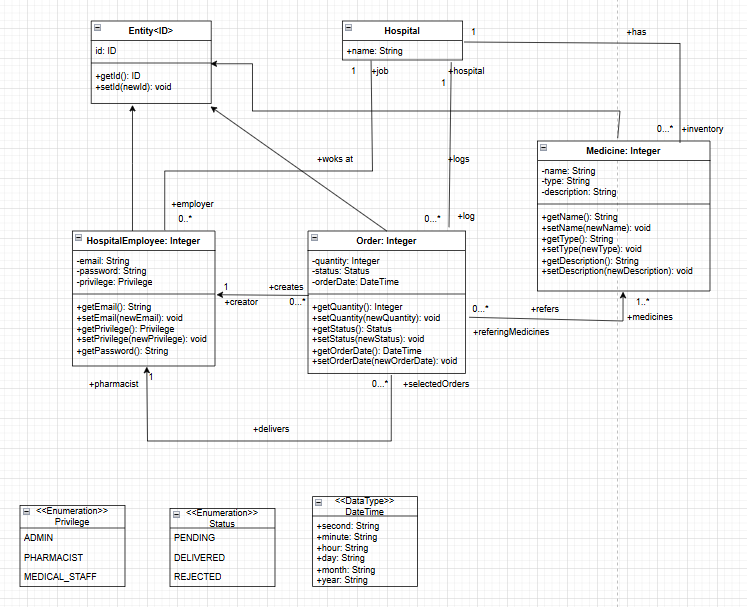 Entity<ID>
id: ID
+getId(): ID
+setId(newId): void
Hospital
+name: String
1
+has
1
+job
+hospital
1
0...*
+inventory
Medicine: Integer
-name: String
-type: String
-description: String
+getName(): String
+setName(newName): void
+getType(): String
+setType(newType): void
+getDescription(): String
+setDescription(newDescription): void
+woks at
+logs
+employer
0..*
0...*
+log
HospitalEmployee: Integer
-email: String
-password: String
-privilege: Privilege
+getEmail(): String
+setEmail(newEmail): void
+getPrivilege(): Privilege
+setPrivilege(newPrivilege): void
+getPassword(): String
Order: Integer
-quantity: Integer
-status: Status
-orderDate: DateTime
+getQuantity(): Integer
+setQuantity(newQuantity): void
+getStatus(): Status
+setStatus(newStatus): void
+getOrderDate(): DateTime
+setOrderDate(newOrderDate): void
1
+creates
+creator
0...*
0...*
+refers
1..*
+medicines
+referingMedicines
+pharmacist
1
0...*
+selectedOrders
+delivers
<<Enumeration>>
Privilege
ADMIN
PHARMACIST
MEDICAL_STAFF
<<Enumeration>>
Status
PENDING
DELIVERED
REJECTED
<<DataType>>
DateTime
+second: String
+minute: String
+hour: String
+day: String
+month: String
+year: String